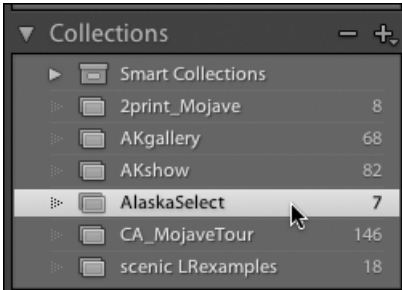 Collections
Smart Collections
2print_Mojave 8
AKgallery 68
AKshow 82
AlaskaSelect 7
CA_MojaveTour 146
scenic LRexamples 18